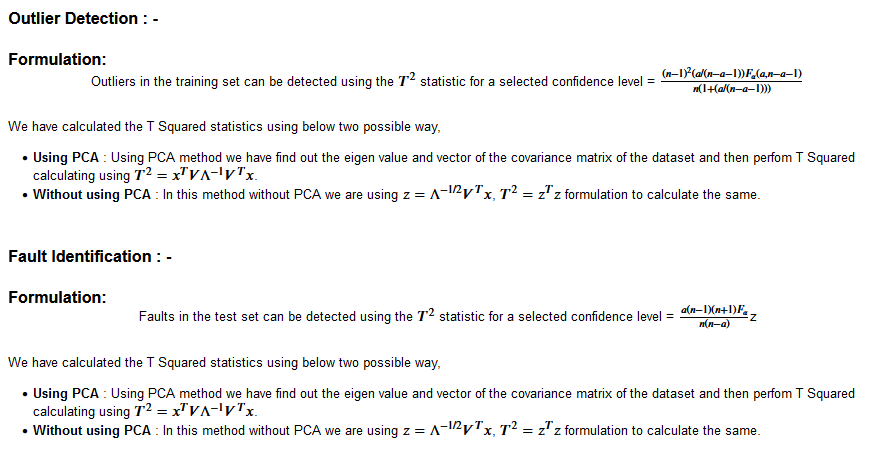 Outlier Detection : -
Formulation:
Outliers in the training set can be detected using the T² statistic for a selected confidence level = (n−1)²(a/(n−a−1))Fₐ(a,n−a−1) / n(1+(a/(n−a−1)))
We have calculated the T Squared statistics using below two possible way,
• Using PCA : Using PCA method we have find out the eigen value and vector of the covariance matrix of the dataset and then perfom T Squared
calculating using T² = xᵀVΛ⁻¹Vᵀx.
• Without using PCA : In this method without PCA we are using z = Λ⁻¹/²Vᵀx, T² = zᵀz formulation to calculate the same.
Fault Identification : -
Formulation:
Faults in the test set can be detected using the T² statistic for a selected confidence level = a(n−1)(n+1)Fₐ / n(n−a) z
We have calculated the T Squared statistics using below two possible way,
• Using PCA : Using PCA method we have find out the eigen value and vector of the covariance matrix of the dataset and then perfom T Squared
calculating using T² = xᵀVΛ⁻¹Vᵀx.
• Without using PCA : In this method without PCA we are using z = Λ⁻¹/²Vᵀx, T² = zᵀz formulation to calculate the same.